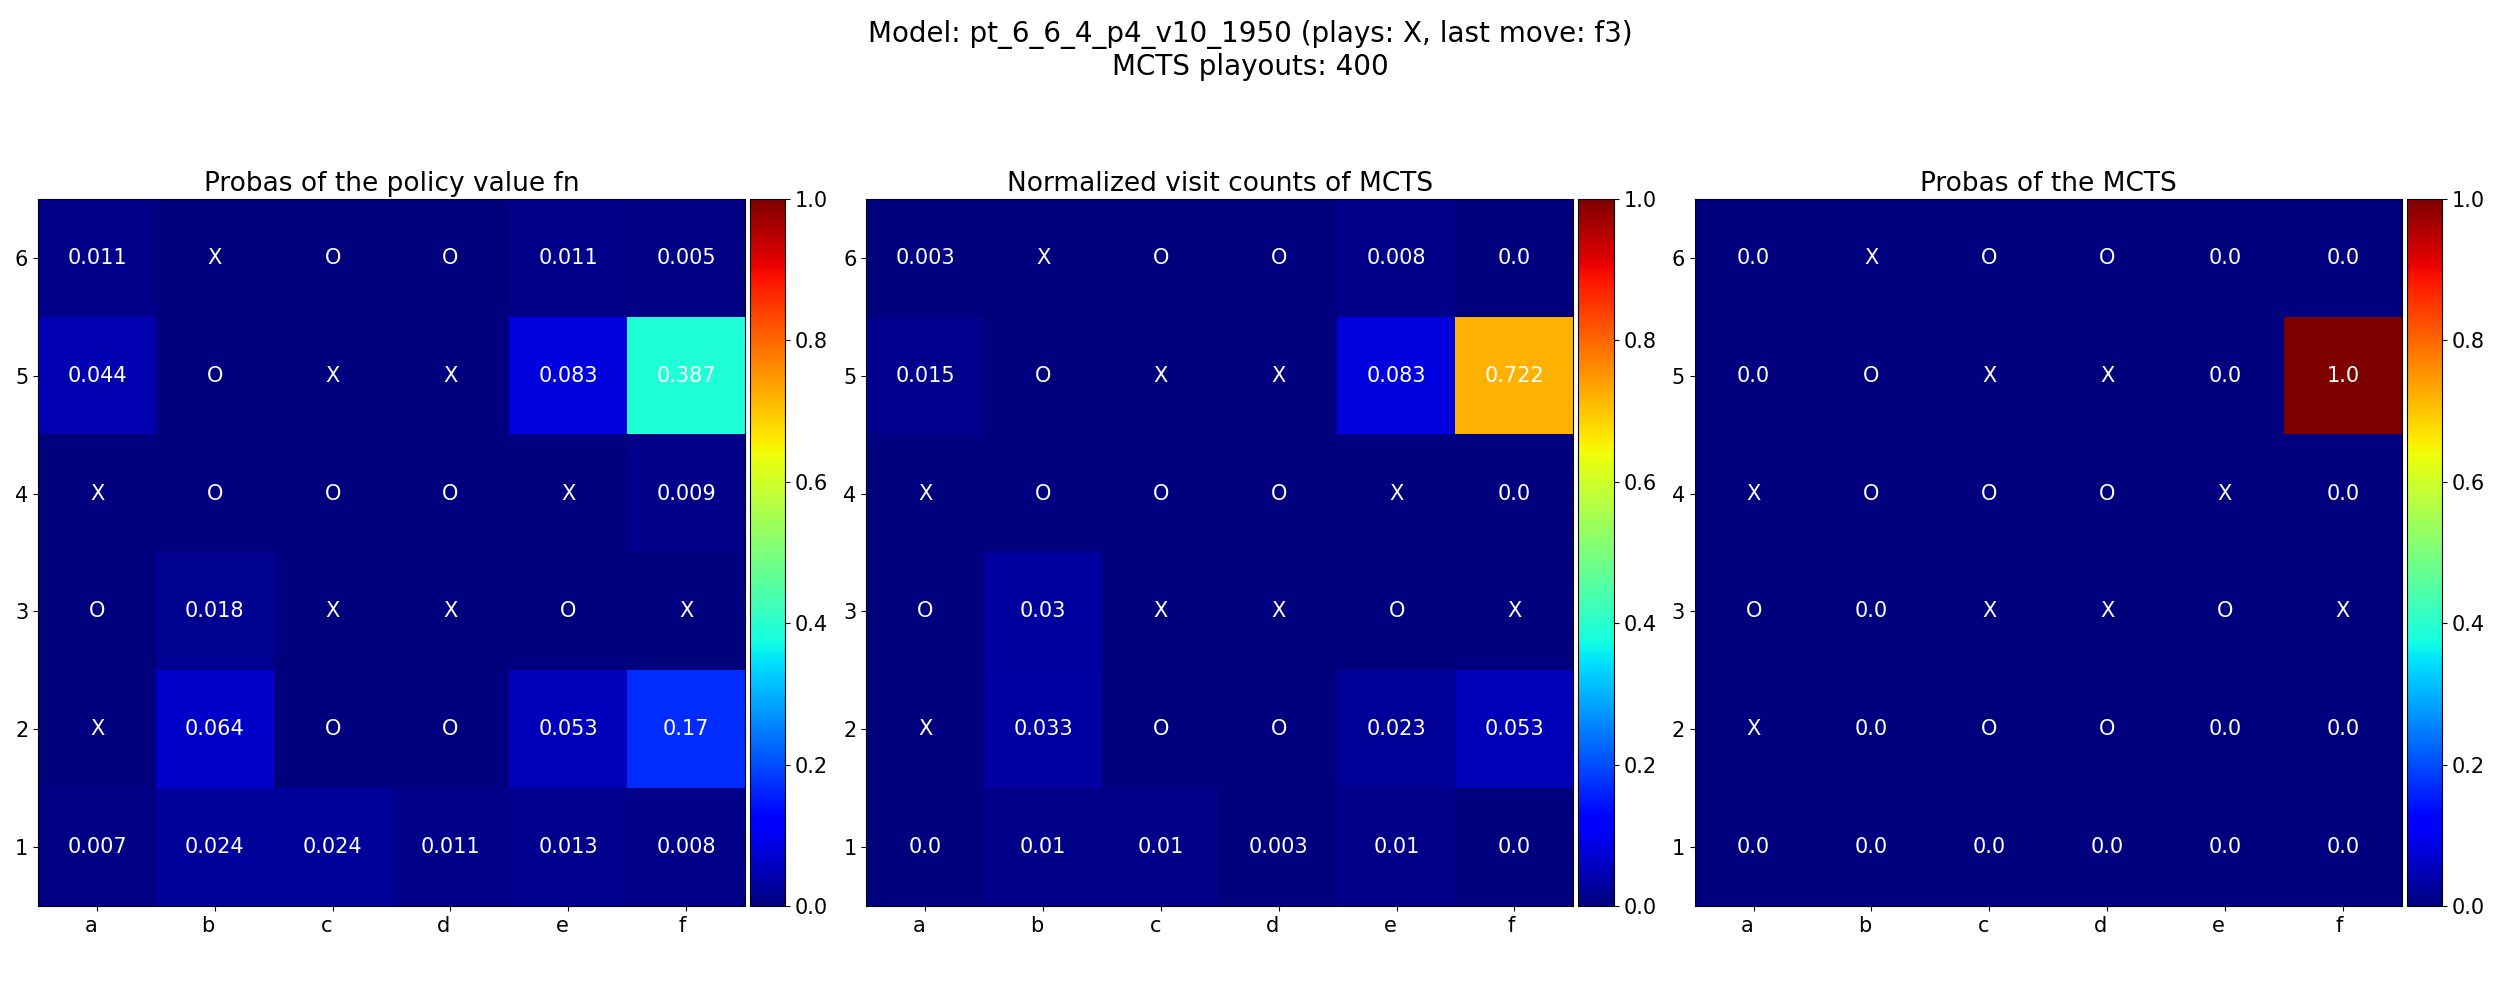 Model: pt_6_6_4_p4_v10_1950 (plays: X, last move: f3)
MCTS playouts: 400
Probas of the policy value fn
6 0.011 X O O 0.011 0.005
5 0.044 O X X 0.083 0.387
4 X O O O X 0.009
3 O 0.018 X X O X
2 X 0.064 O O 0.053 0.17
1 0.007 0.024 0.024 0.011 0.013 0.008
a b c d e f
1.0
0.8
0.6
0.4
0.2
0.0
Normalized visit counts of MCTS
6 0.003 X O O 0.008 0.0
5 0.015 O X X 0.083 0.722
4 X O O O X 0.0
3 O 0.03 X X O X
2 X 0.033 O O 0.023 0.053
1 0.0 0.01 0.01 0.003 0.01 0.0
a b c d e f
1.0
0.8
0.6
0.4
0.2
0.0
Probas of the MCTS
6 0.0 X O O 0.0 0.0
5 0.0 O X X 0.0 1.0
4 X O O O X 0.0
3 O 0.0 X X O X
2 X 0.0 O O 0.0 0.0
1 0.0 0.0 0.0 0.0 0.0 0.0
a b c d e f
1.0
0.8
0.6
0.4
0.2
0.0